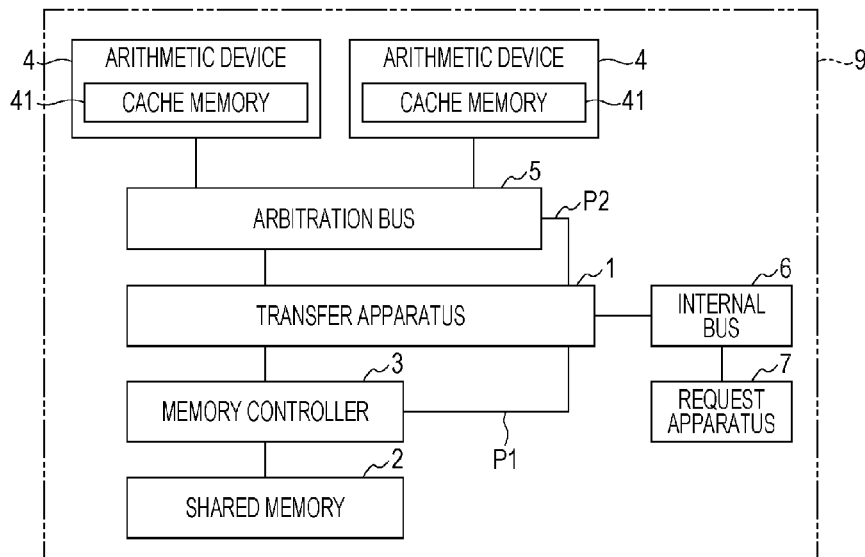 4 ARITHMETIC DEVICE ARITHMETIC DEVICE 4 9
41 CACHE MEMORY CACHE MEMORY 41
5
ARBITRATION BUS P2
1 6
TRANSFER APPARATUS INTERNAL
BUS
3 7
MEMORY CONTROLLER REQUEST
APPARATUS
P1
2
SHARED MEMORY